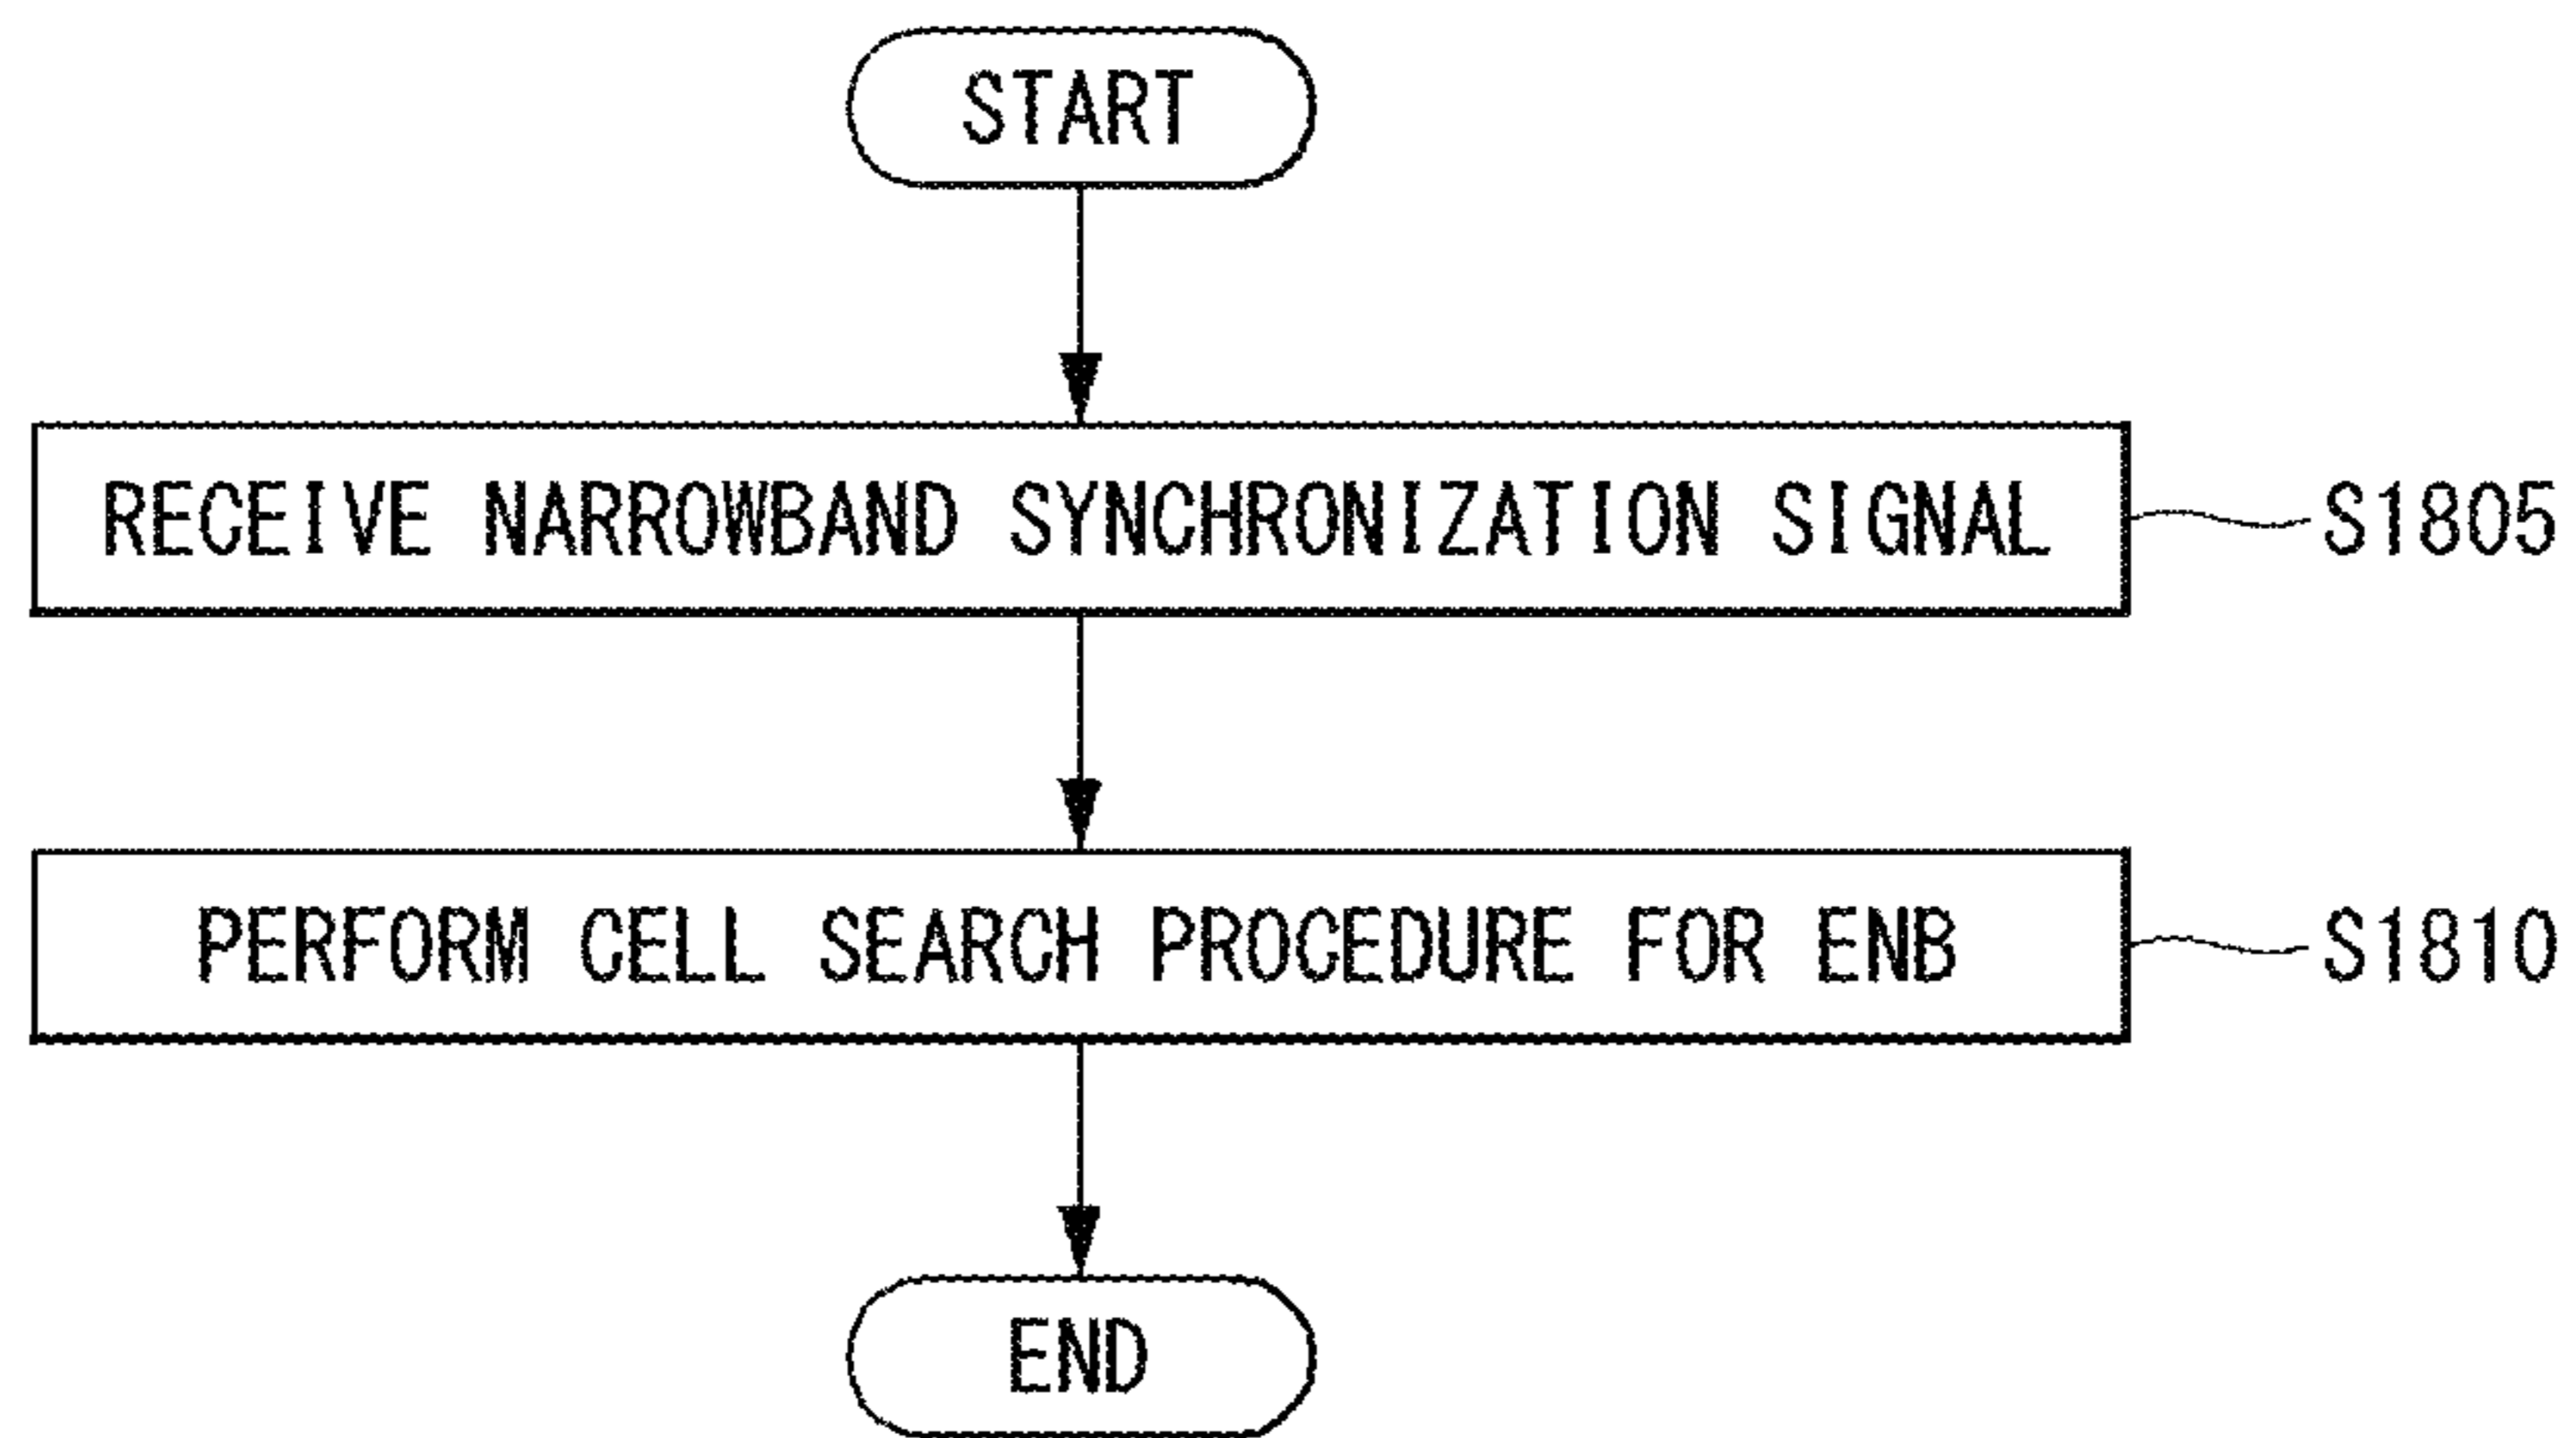 START
RECEIVE NARROWBAND SYNCHRONIZATION SIGNAL
S1805
PERFORM CELL SEARCH PROCEDURE FOR ENB
S1810
END